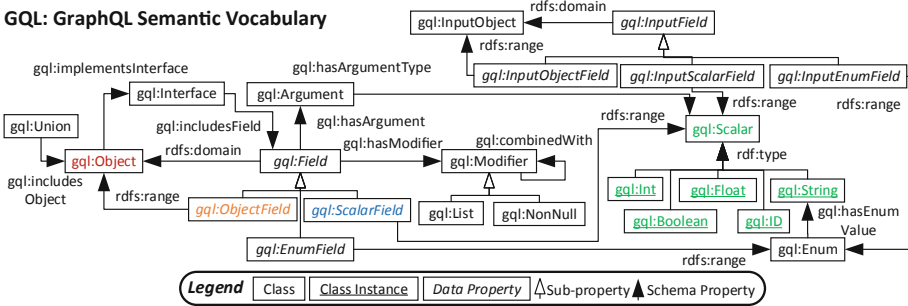 GQL: GraphQL Semantic Vocabulary
gql:InputObject
rdfs:domain
gql:InputField
rdfs:range
gql:InputObjectField
gql:InputScalarField
gql:InputEnumField
rdfs:range
rdfs:range
gql:implementsInterface
gql:Interface
gql:hasArgumentType
gql:Argument
gql:Union
gql:includesField
gql:hasArgument
rdfs:range
gql:Scalar
gql:Object
rdfs:domain
gql:Field
gql:hasModifier
gql:combinedWith
gql:Modifier
rdf:type
gql:includes
Object
rdfs:range
gql:ObjectField
gql:ScalarField
gql:List
gql:NonNull
gql:Int
gql:Float
gql:String
gql:Boolean
gql:ID
gql:hasEnum
Value
gql:EnumField
rdfs:range
gql:Enum
Legend
Class
Class Instance
Data Property
Sub-property
Schema Property